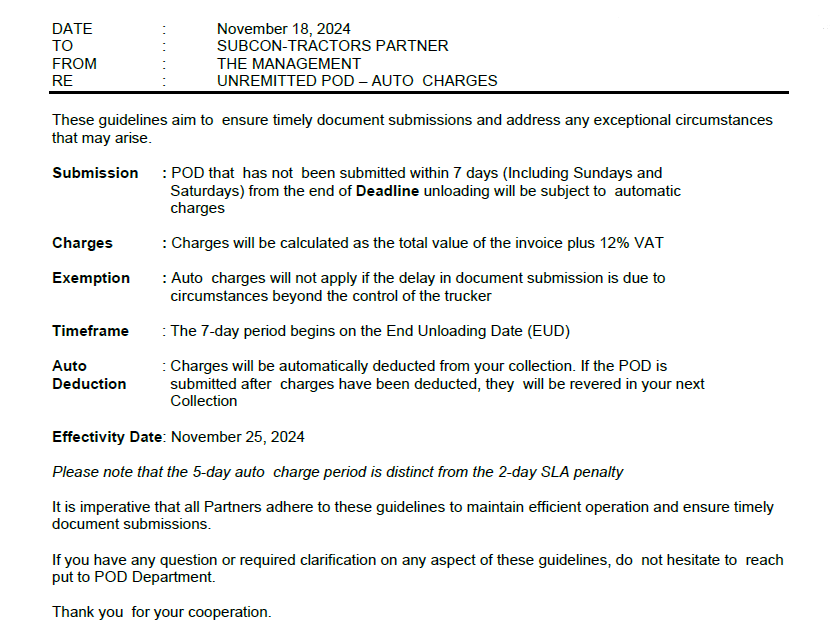 DATE : November 18, 2024
TO : SUBCON-TRACTORS PARTNER
FROM : THE MANAGEMENT
RE : UNREMITTED POD – AUTO CHARGES
These guidelines aim to ensure timely document submissions and address any exceptional circumstances
that may arise.
Submission : POD that has not been submitted within 7 days (Including Sundays and
Saturdays) from the end of Deadline unloading will be subject to automatic
charges
Charges : Charges will be calculated as the total value of the invoice plus 12% VAT
Exemption : Auto charges will not apply if the delay in document submission is due to
circumstances beyond the control of the trucker
Timeframe : The 7-day period begins on the End Unloading Date (EUD)
Auto : Charges will be automatically deducted from your collection. If the POD is
Deduction submitted after charges have been deducted, they will be revered in your next
Collection
Effectivity Date: November 25, 2024
Please note that the 5-day auto charge period is distinct from the 2-day SLA penalty
It is imperative that all Partners adhere to these guidelines to maintain efficient operation and ensure timely
document submissions.
If you have any question or required clarification on any aspect of these guidelines, do not hesitate to reach
put to POD Department.
Thank you for your cooperation.